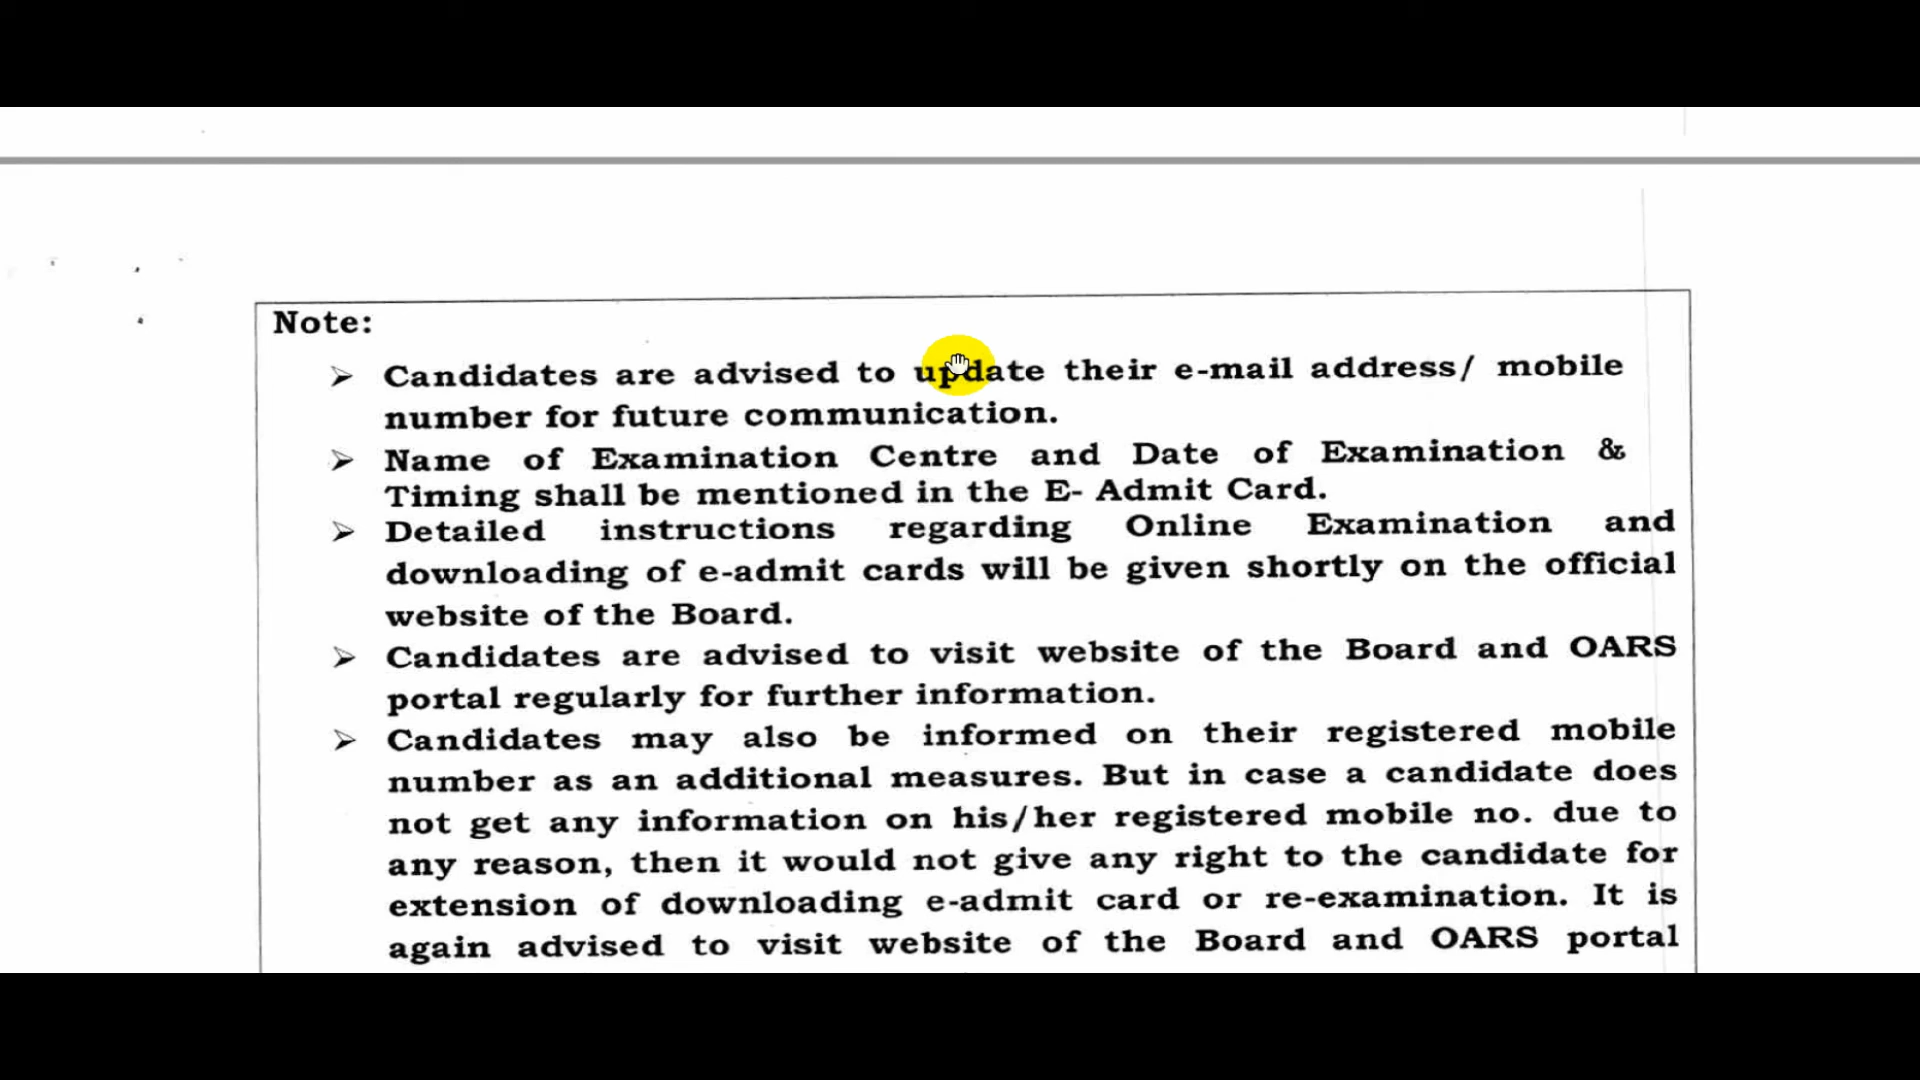 Note:
➢ Candidates are advised to update their e-mail address/ mobile
number for future communication.
➢ Name of Examination Centre and Date of Examination &
Timing shall be mentioned in the E- Admit Card.
➢ Detailed instructions regarding Online Examination and
downloading of e-admit cards will be given shortly on the official
website of the Board.
➢ Candidates are advised to visit website of the Board and OARS
portal regularly for further information.
➢ Candidates may also be informed on their registered mobile
number as an additional measures. But in case a candidate does
not get any information on his/her registered mobile no. due to
any reason, then it would not give any right to the candidate for
extension of downloading e-admit card or re-examination. It is
again advised to visit website of the Board and OARS portal